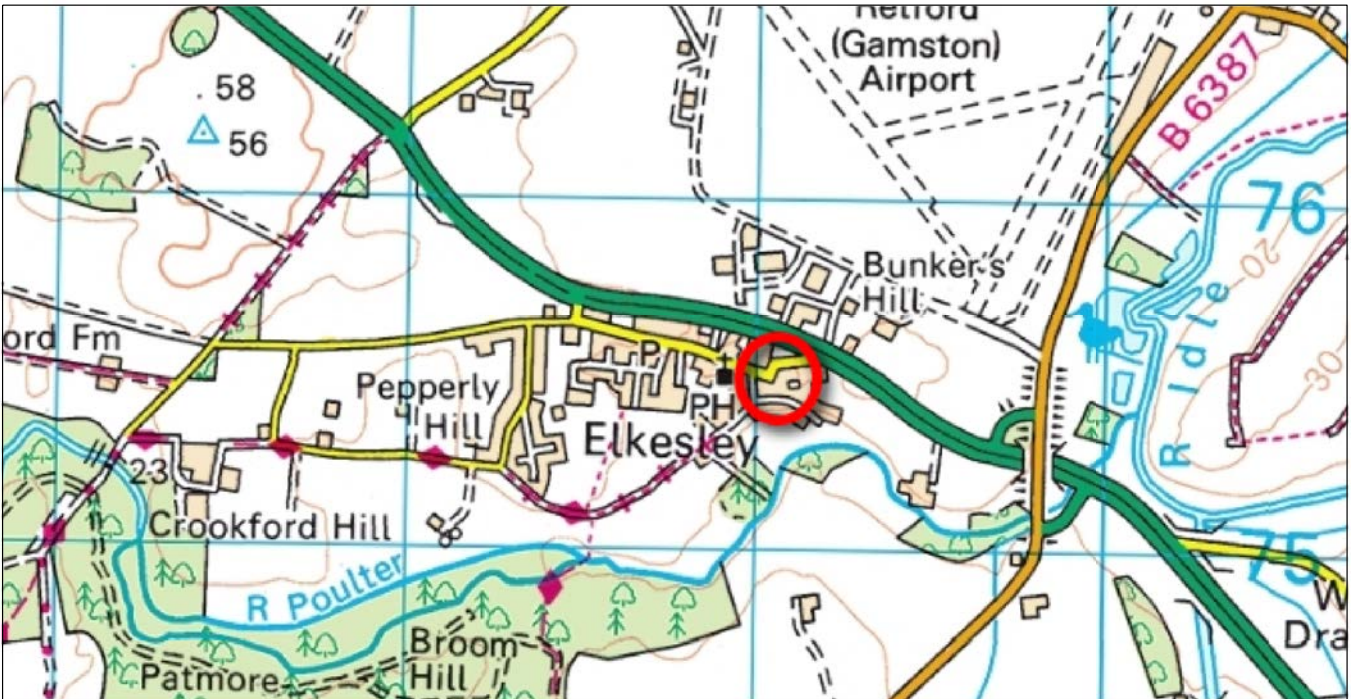 Retford
(Gamston)
Airport
58
56
B 6387
76
Bunker's
Hill
20
ord Fm
P
R Idle
30
Pepperly
Hill
PH
Elkesley
23
Crookford Hill
75
R Poulter
W
Broom
Hill
Dra
Patmore